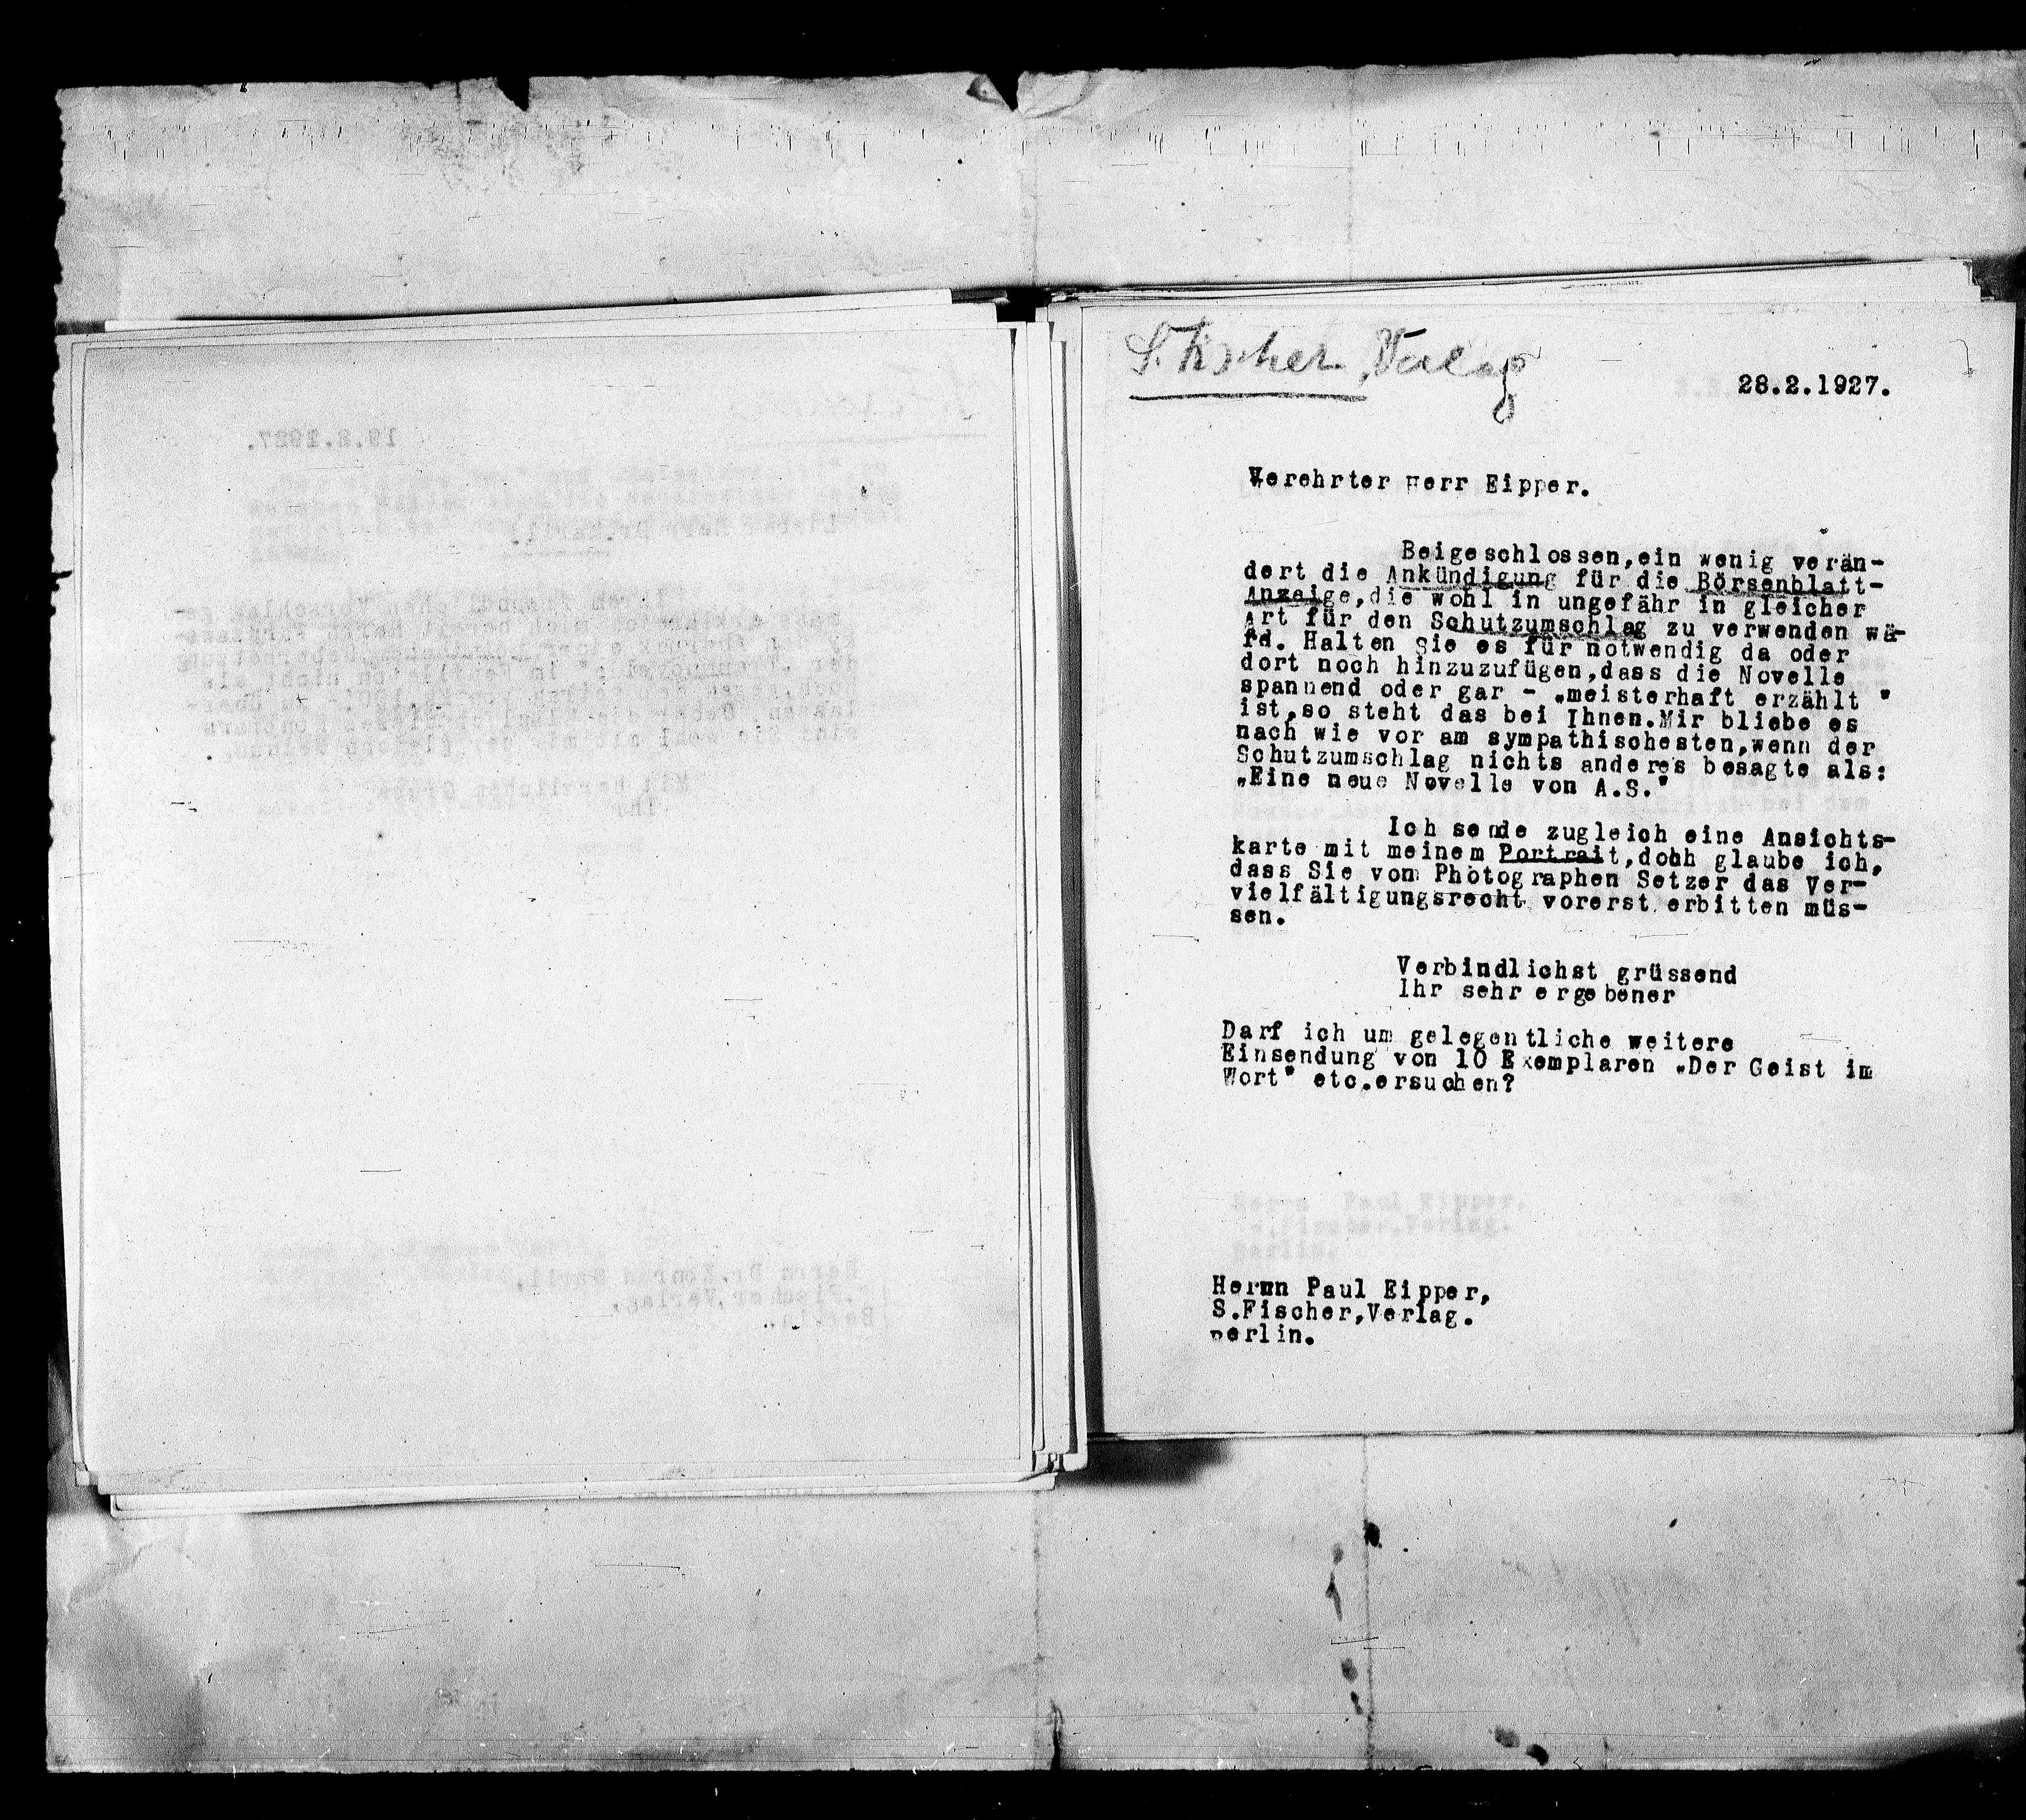 S. Fischer, Verlag
28.2.1927.
Verehrter Herr Eipper.
Beigeschlossen,ein wenig verän-
dert die Ankündigung für die Börsenblatt-
Anzeige,die wohl in ungefähr in gleicher
Art für den Schutzumschlag zu verwenden wä-
rd. Halten Sie es für notwendig da oder
dort noch hinzuzufügen,dass die Novelle
spannend oder gar - „meisterhaft erzählt "
ist,so steht das bei Ihnen.Mir bliebe es
nach wie vor am sympathischesten,wenn der
Schutzumschlag nichts anderes besagte als:
„Eine neue Novelle von A.S."
Ich sende zugleich eine Ansichts-
karte mit meinem Portrait,doch glaube ich,
dass Sie vom Photographen Setzer das Ver-
vielfältigungsrecht vorerst erbitten müs-
sen.
Verbindlichst grüssend
Ihr sehr ergebener
Darf ich um gelegentliche weitere
Einsendung von 10 Exemplaren „Der Geist im
Wort" etc.ersuchen?
Herrn Paul Eipper,
S.Fischer,Verlag.
Berlin.